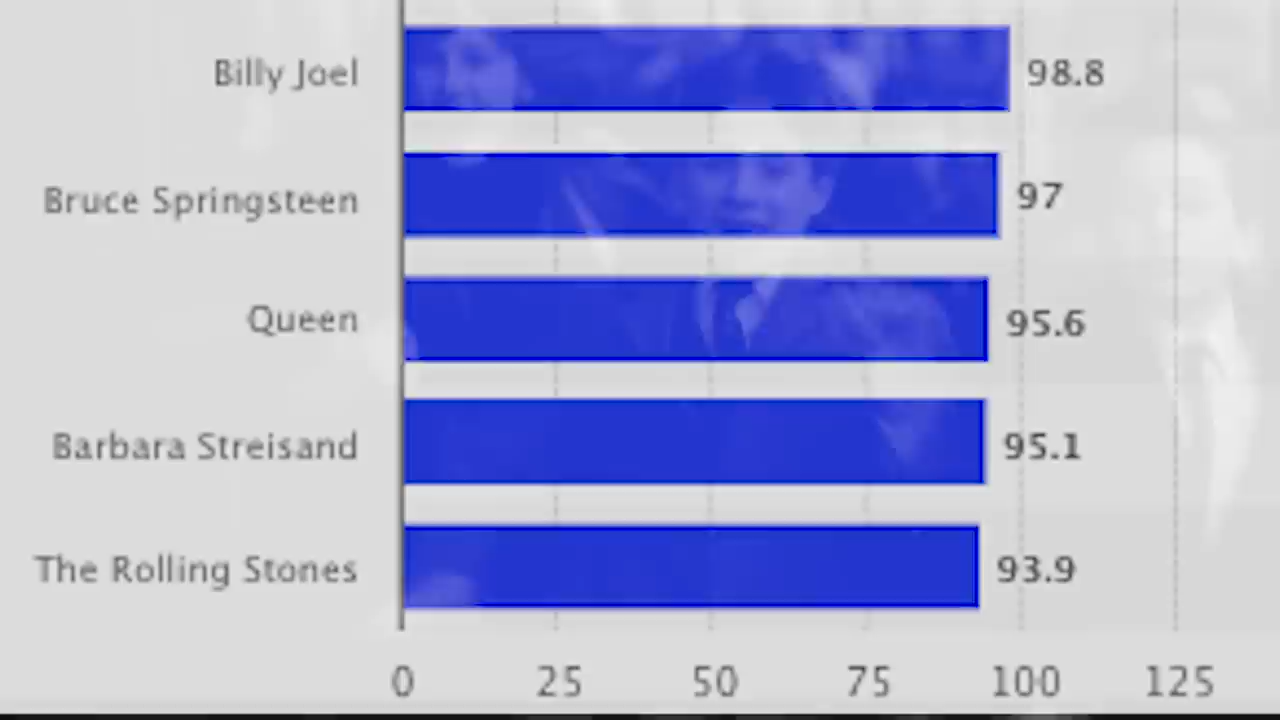 Billy Joel 98.8
Bruce Springsteen 97
Queen 95.6
Barbara Streisand 95.1
The Rolling Stones 93.9
0 25 50 75 100 125